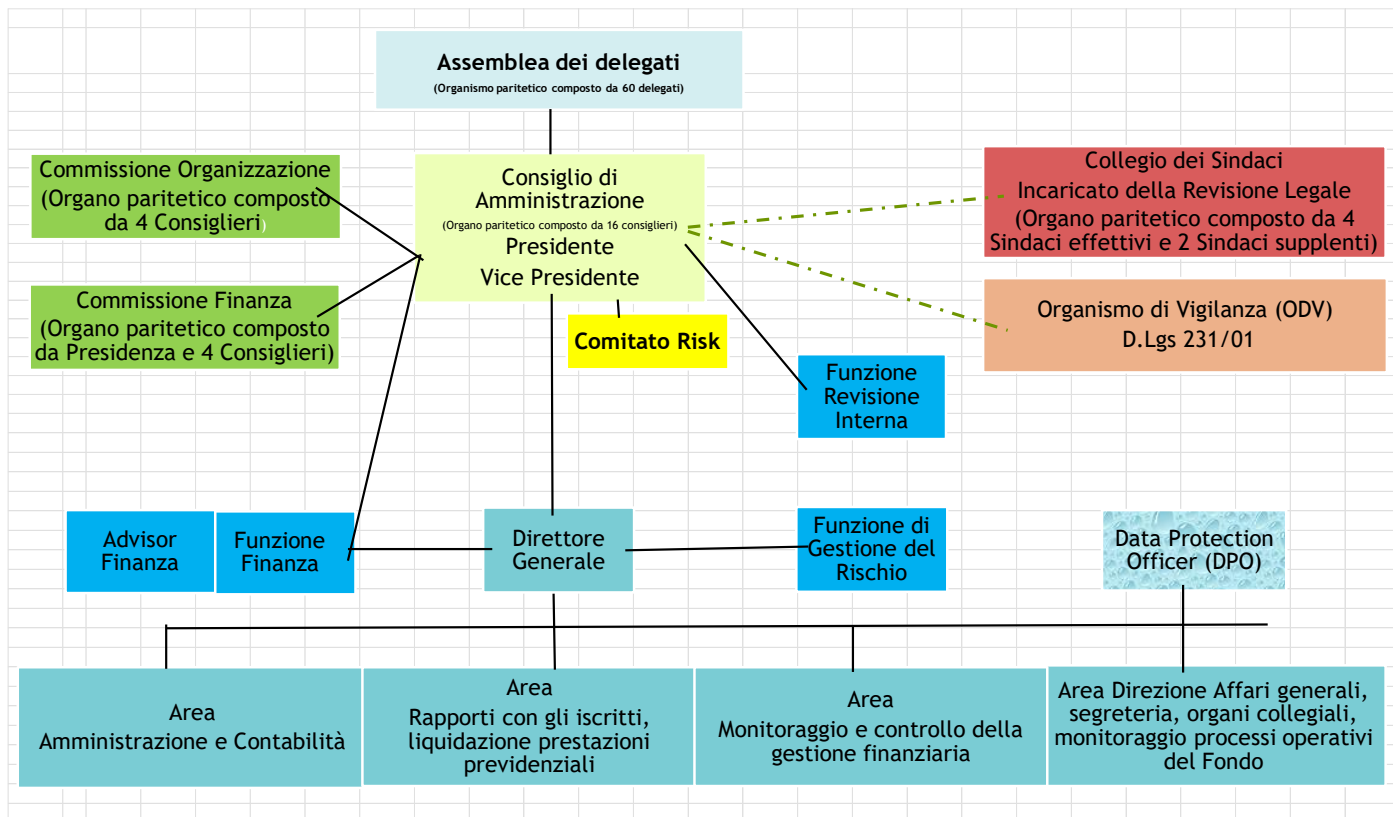 Assemblea dei delegati
(Organismo paritetico composto da 60 delegati)
Commissione Organizzazione
(Organo paritetico composto
da 4 Consiglieri)
Consiglio di
Amministrazione
(Organo paritetico composto da 16 consiglieri)
Presidente
Vice Presidente
Collegio dei Sindaci
Incaricato della Revisione Legale
(Organo paritetico composto da 4
Sindaci effettivi e 2 Sindaci supplenti)
Commissione Finanza
(Organo paritetico composto
da Presidenza e 4 Consiglieri)
Organismo di Vigilanza (ODV)
D.Lgs 231/01
Comitato Risk
Funzione
Revisione
Interna
Advisor
Finanza
Funzione
Finanza
Direttore
Generale
Funzione di
Gestione del
Rischio
Data Protection
Officer (DPO)
Area
Amministrazione e Contabilità
Area
Rapporti con gli iscritti,
liquidazione prestazioni
previdenziali
Area
Monitoraggio e controllo della
gestione finanziaria
Area Direzione Affari generali,
segreteria, organi collegiali,
monitoraggio processi operativi
del Fondo